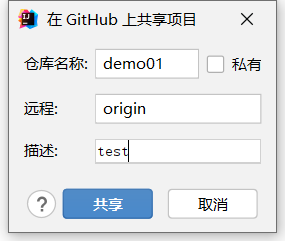 在 GitHub 上共享项目
仓库名称: demo01 私有
远程: origin
描述: test
? 共享 取消